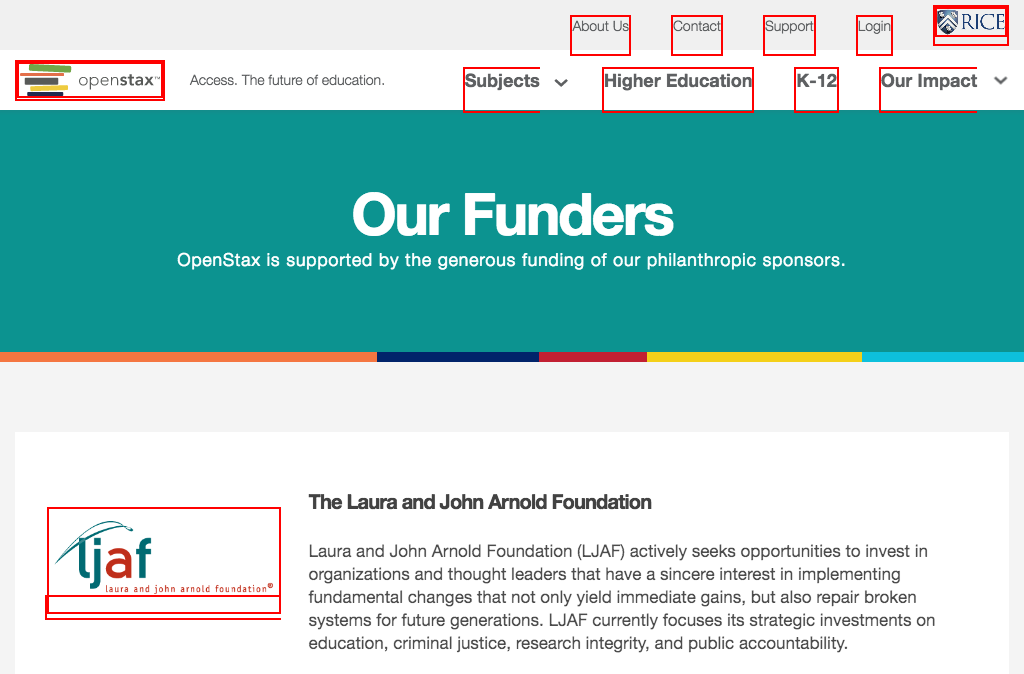 About Us Contact Support Login RICE
openstax™ Access. The future of education. Subjects Higher Education K-12 Our Impact
Our Funders
OpenStax is supported by the generous funding of our philanthropic sponsors.
The Laura and John Arnold Foundation
ljaf
laura and john arnold foundation®
Laura and John Arnold Foundation (LJAF) actively seeks opportunities to invest in
organizations and thought leaders that have a sincere interest in implementing
fundamental changes that not only yield immediate gains, but also repair broken
systems for future generations. LJAF currently focuses its strategic investments on
education, criminal justice, research integrity, and public accountability.